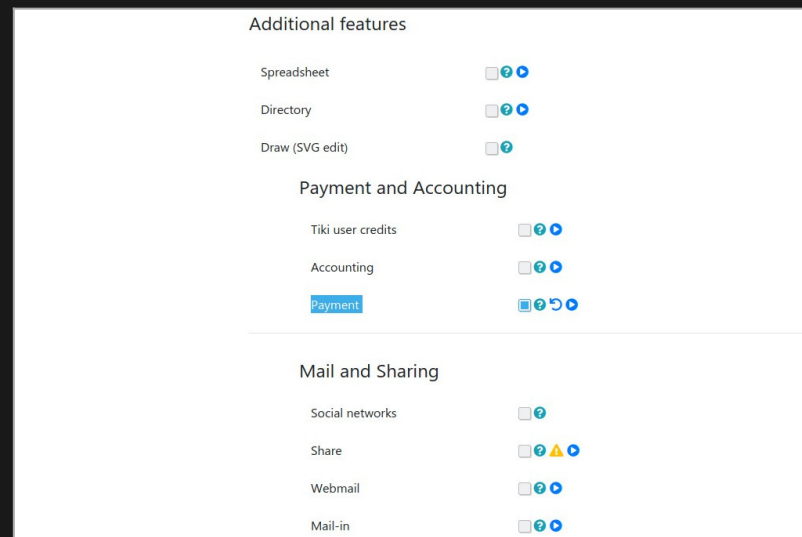 Additional features
Spreadsheet
Directory
Draw (SVG edit)
Payment and Accounting
Tiki user credits
Accounting
Payment
Mail and Sharing
Social networks
Share
Webmail
Mail-in